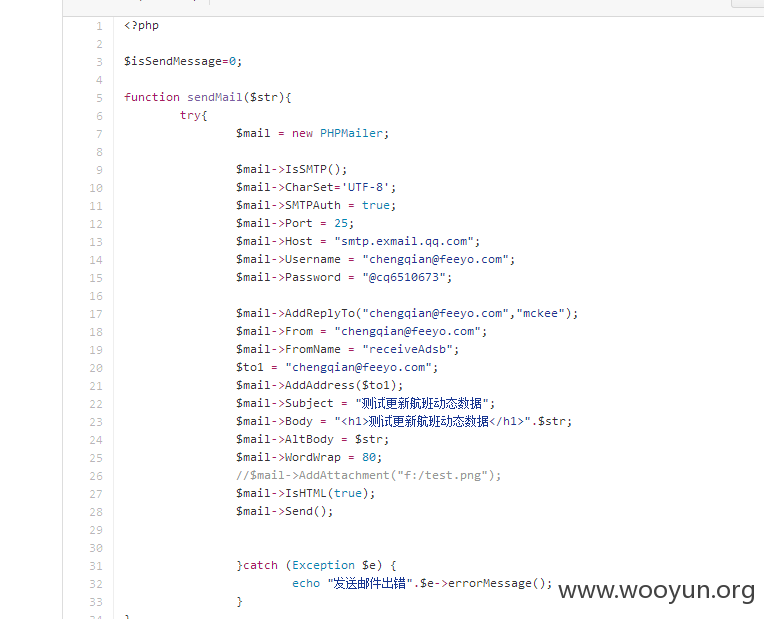 1 <?php
2
3 $isSendMessage=0;
4
5 function sendMail($str){
6 try{
7 $mail = new PHPMailer;
8
9 $mail->IsSMTP();
10 $mail->CharSet='UTF-8';
11 $mail->SMTPAuth = true;
12 $mail->Port = 25;
13 $mail->Host = "smtp.exmail.qq.com";
14 $mail->Username = "chengqian@feeyo.com";
15 $mail->Password = "@cq6510673";
16
17 $mail->AddReplyTo("chengqian@feeyo.com","mckee");
18 $mail->From = "chengqian@feeyo.com";
19 $mail->FromName = "receiveAdsb";
20 $to1 = "chengqian@feeyo.com";
21 $mail->AddAddress($to1);
22 $mail->Subject = "测试更新航班动态数据";
23 $mail->Body = "<h1>测试更新航班动态数据</h1>".$str;
24 $mail->AltBody = $str;
25 $mail->WordWrap = 80;
26 //$mail->AddAttachment("f:/test.png");
27 $mail->IsHTML(true);
28 $mail->Send();
29
30
31 }catch (Exception $e) {
32 echo "发送邮件出错".$e->errorMessage();
33 }
www.wooyun.org